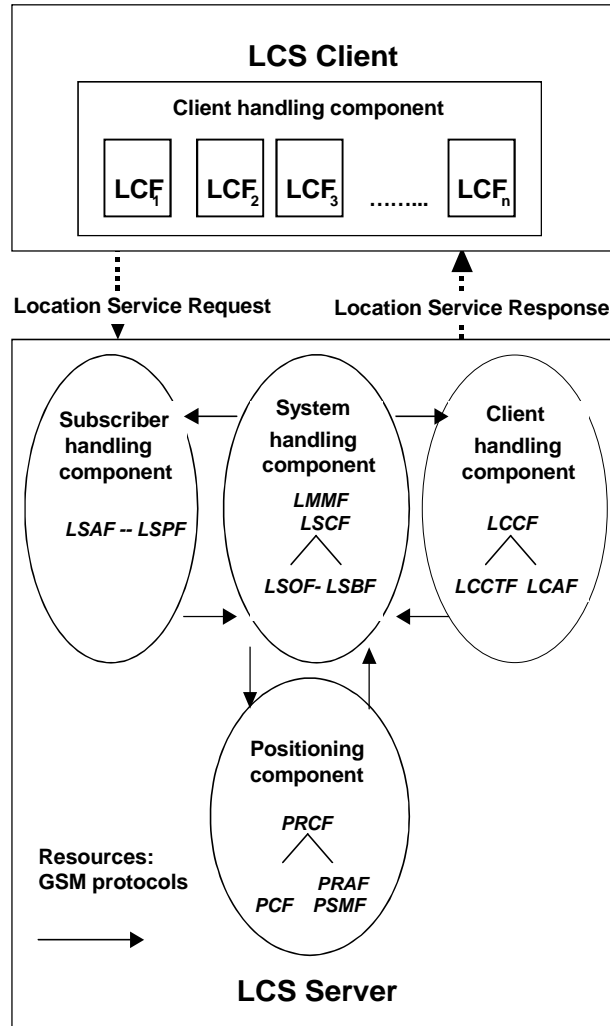 LCS Client
Client handling component
LCF1 LCF2 LCF3 ……... LCFn
Location Service Request
Location Service Response
Subscriber
handling
component
LSAF -- LSPF
System
handling
component
LMMF
LSCF
LSOF- LSBF
Client
handling
component
LCCF
LCCTF LCAF
Positioning
component
PRCF
PRAF
PCF PSMF
Resources:
GSM protocols
LCS Server